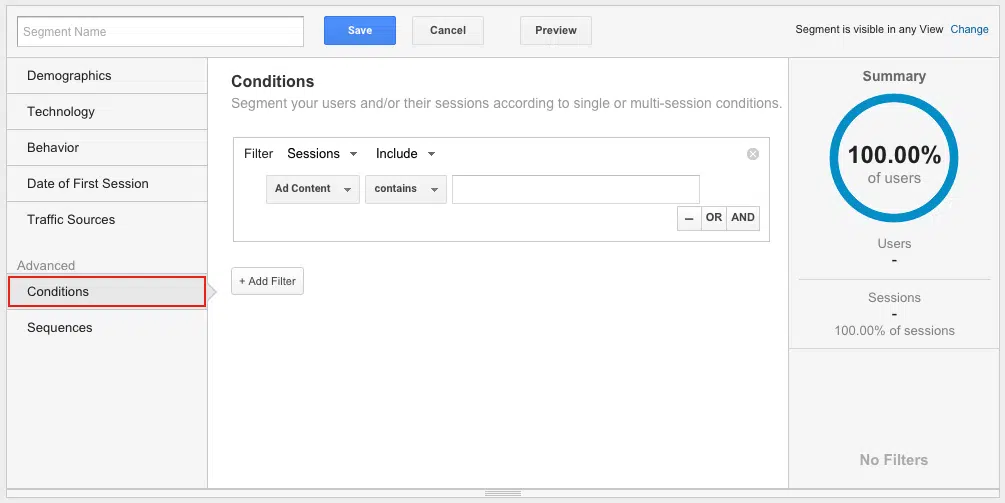 Segment Name
Save
Cancel
Preview
Segment is visible in any View Change
Demographics
Technology
Behavior
Date of First Session
Traffic Sources
Advanced
Conditions
Sequences
Conditions
Segment your users and/or their sessions according to single or multi-session conditions.
Filter Sessions Include
Ad Content contains
– OR AND
+ Add Filter
Summary
100.00%
of users
Users
-
Sessions
-
100.00% of sessions
No Filters